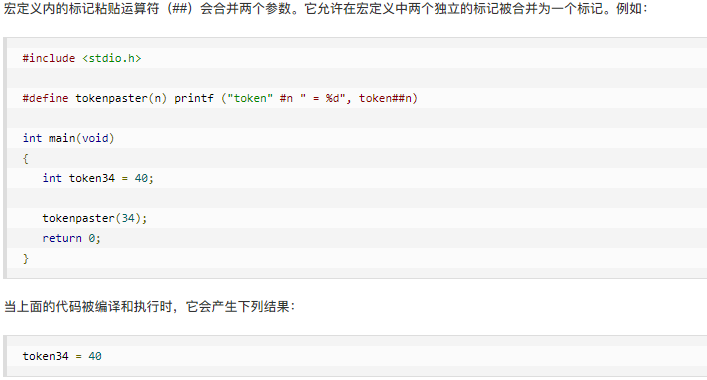 宏定义内的标记粘贴运算符（##）会合并两个参数。它允许在宏定义中两个独立的标记被合并为一个标记。例如：
#include <stdio.h>
#define tokenpaster(n) printf ("token" #n " = %d", token##n)
int main(void)
{
   int token34 = 40;
   tokenpaster(34);
   return 0;
}
当上面的代码被编译和执行时，它会产生下列结果：
token34 = 40